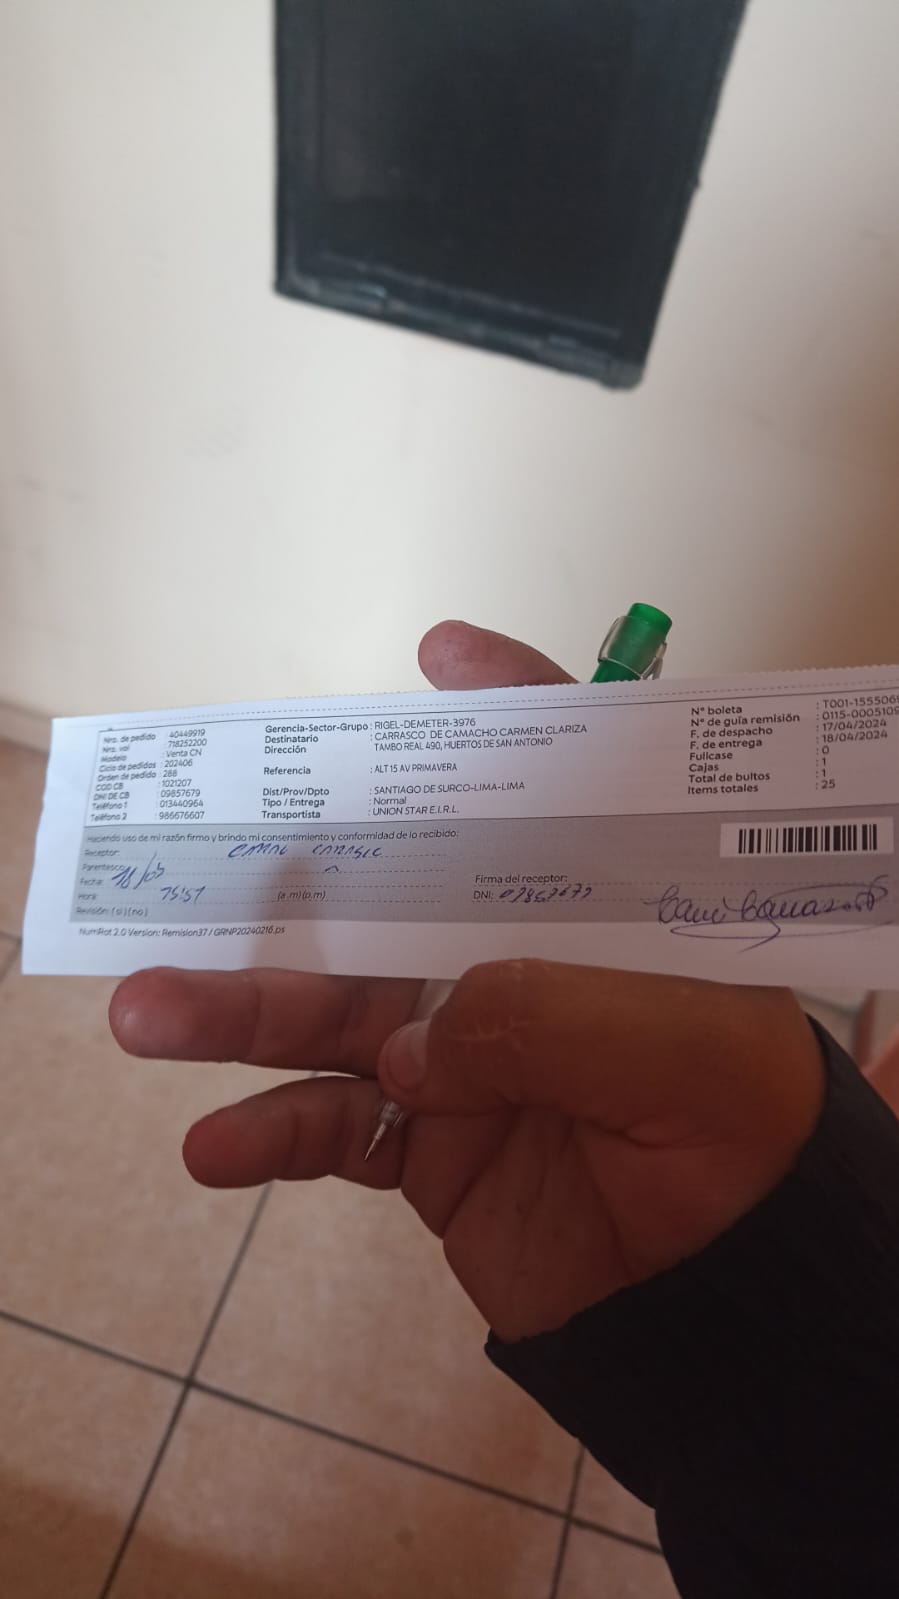 Nro. de pedido : 40449919
Nro. val : 718252200
Modelo : Venta CN
Ciclo de pedidos : 202406
Orden de pedido : 288
COD CB : 1021207
DNI DE CB : 09857679
Teléfono 1 : 013440964
Teléfono 2 : 986676607
Gerencia-Sector-Grupo : RIGEL-DEMETER-3976
Destinatario : CARRASCO DE CAMACHO CARMEN CLARIZA
Dirección : TAMBO REAL 490, HUERTOS DE SAN ANTONIO
Referencia : ALT 15 AV PRIMAVERA
Dist/Prov/Dpto : SANTIAGO DE SURCO-LIMA-LIMA
Tipo / Entrega : Normal
Transportista : UNION STAR E.I.R.L.
N° boleta : T001-155506
N° de guía remisión : 0115-0005109
F. de despacho : 17/04/2024
F. de entrega : 18/04/2024
Fullcase : 0
Cajas : 1
Total de bultos : 1
Items totales : 25
Haciendo uso de mi razón firmo y brindo mi consentimiento y conformidad de lo recibido:
Receptor:
Parentesco:
Fecha: 18/
Hora: (a.m)(p.m)
Revisión: ( si ) ( no )
Firma del receptor:
DNI:
NumRot 2.0 Version: Remision37 / GRNP20240216.ps